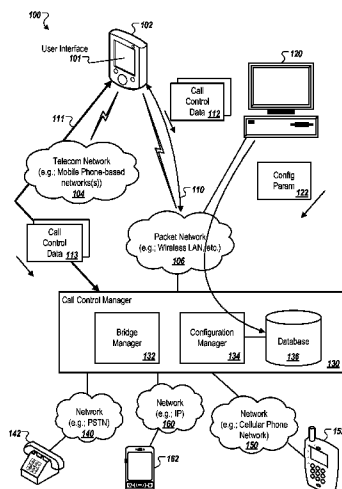 100
102
User Interface
101
120
111
Call
Control
Data 112
Telecom Network
(e.g.; Mobile Phone-based
networks(s))
104
110
Config
Param
122
Call
Control
Data 113
Packet Network
(e.g.; Wireless LAN, etc.)
106
Call Control Manager
Bridge
Manager
132
Configuration
Manager
134
Database
136
130
Network
(e.g.; PSTN)
140
Network
(e.g.; IP)
160
Network
(e.g.; Cellular Phone
Network)
150
142
162